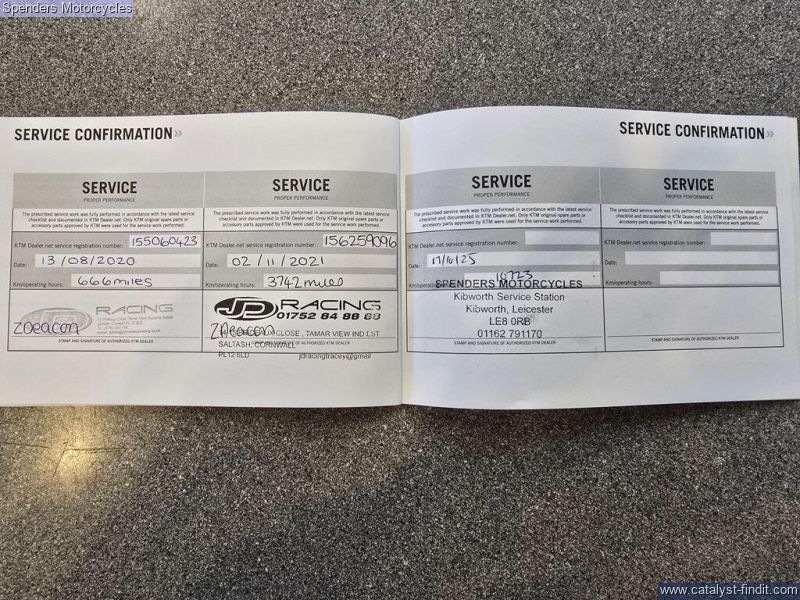 Spenders Motorcycles
SERVICE CONFIRMATION»
SERVICE
PROPER PERFORMANCE
The prescribed service work was fully performed in accordance with the latest service
checklist and documented in KTM Dealer.net. Only KTM original spare parts or
accessory parts approved by KTM were used for the service work performed.
KTM Dealer.net service registration number: 155060423
Date: 13/08/2020
Km/operating hours: 666miles
RACING
STAMP AND SIGNATURE OF AUTHORIZED KTM DEALER
SERVICE
PROPER PERFORMANCE
The prescribed service work was fully performed in accordance with the latest service
checklist and documented in KTM Dealer.net. Only KTM original spare parts or
accessory parts approved by KTM were used for the service work performed.
KTM Dealer.net service registration number: 156259096
Date: 02/11/2021
Km/operating hours: 3742miles
JD RACING
01752 84 88 68
CLOSE, TAMAR VIEW IND EST
SALTASH, CORNWALL
STAMP AND SIGNATURE OF AUTHORIZED KTM DEALER
PL12 6LD jdracingtracey@gmail
SERVICE CONFIRMATION»
SERVICE
PROPER PERFORMANCE
The prescribed service work was fully performed in accordance with the latest service
checklist and documented in KTM Dealer.net. Only KTM original spare parts or
accessory parts approved by KTM were used for the service work performed.
KTM Dealer.net service registration number:
Date: 17/6/25
Km/operating hours: 10723
SPENDERS MOTORCYCLES
Kibworth Service Station
Kibworth, Leicester
LE8 0RB
01162 791170
STAMP AND SIGNATURE OF AUTHORIZED KTM DEALER
SERVICE
PROPER PERFORMANCE
The prescribed service work was fully performed in accordance with the latest service
checklist and documented in KTM Dealer.net. Only KTM original spare parts or
accessory parts approved by KTM were used for the service work performed.
KTM Dealer.net service registration number:
Date:
Km/operating hours:
STAMP AND SIGNATURE OF AUTHORIZED KTM DEALER
www.catalyst-findit.com